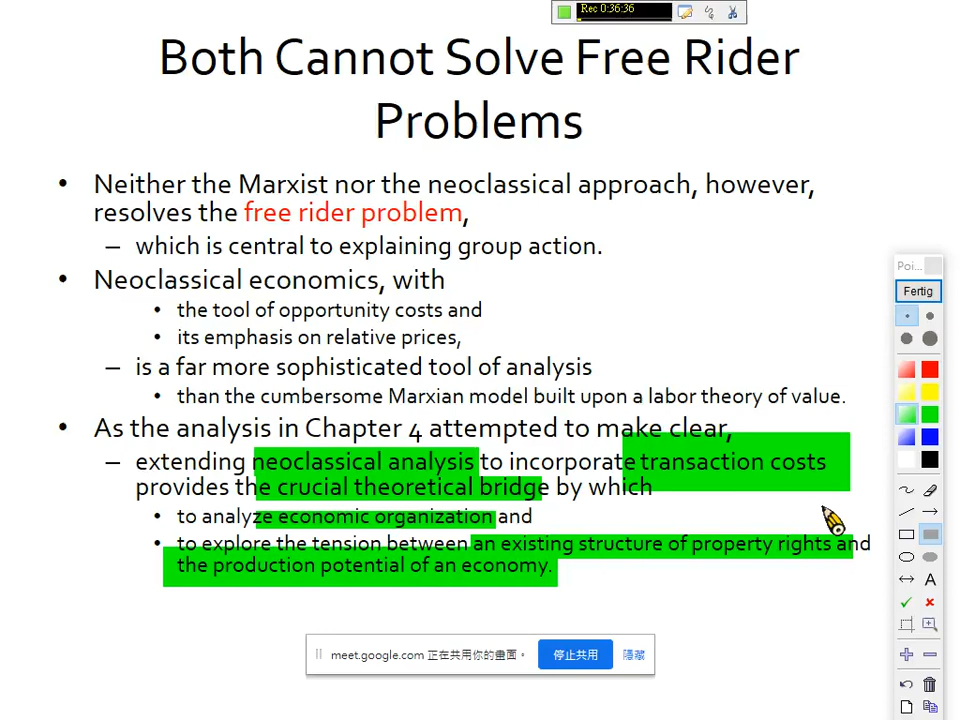 Rec 0:36:36
Both Cannot Solve Free Rider
Problems
• Neither the Marxist nor the neoclassical approach, however,
resolves the free rider problem,
– which is central to explaining group action.
• Neoclassical economics, with
• the tool of opportunity costs and
• its emphasis on relative prices,
– is a far more sophisticated tool of analysis
• than the cumbersome Marxian model built upon a labor theory of value.
• As the analysis in Chapter 4 attempted to make clear,
– extending neoclassical analysis to incorporate transaction costs
provides the crucial theoretical bridge by which
• to analyze economic organization and
• to explore the tension between an existing structure of property rights and
the production potential of an economy.
Poi...
Fertig
A
meet.google.com 正在共用你的畫面。 停止共用 隱藏